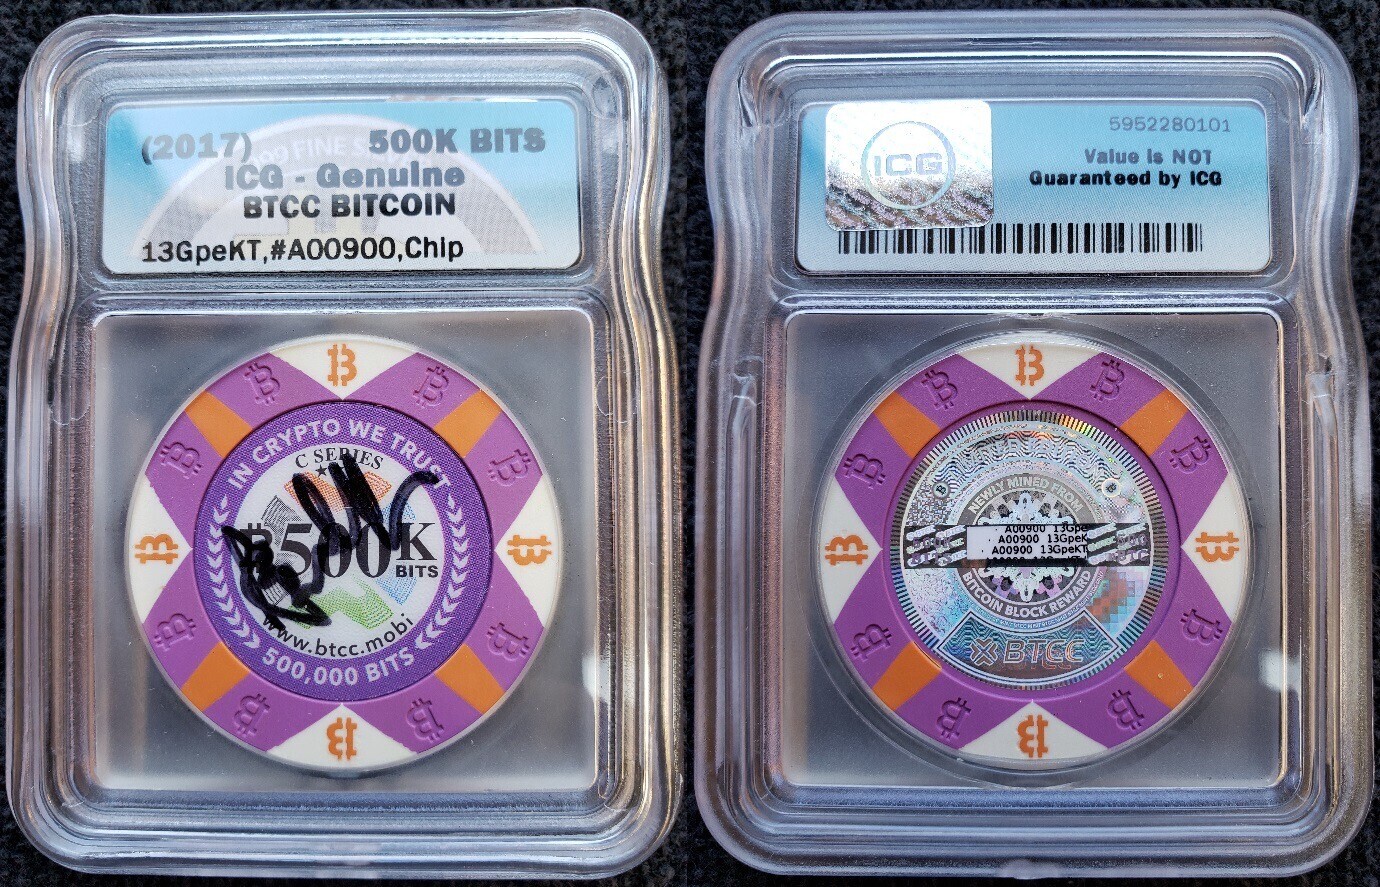 (2017) 500K BITS
ICG - Genuine
BTCC BITCOIN
13GpeKT,#A00900,Chip
IN CRYPTO WE TRUST
C SERIES
₿500K
BITS
www.btcc.mobi
500,000 BITS
ICG
5952280101
Value is NOT
Guaranteed by ICG
NEWLY MINED FROM
A00900 13Gpe
A00900 13GpeK
A00900 13GpeKT
BITCOIN BLOCK REWARD
BTCC